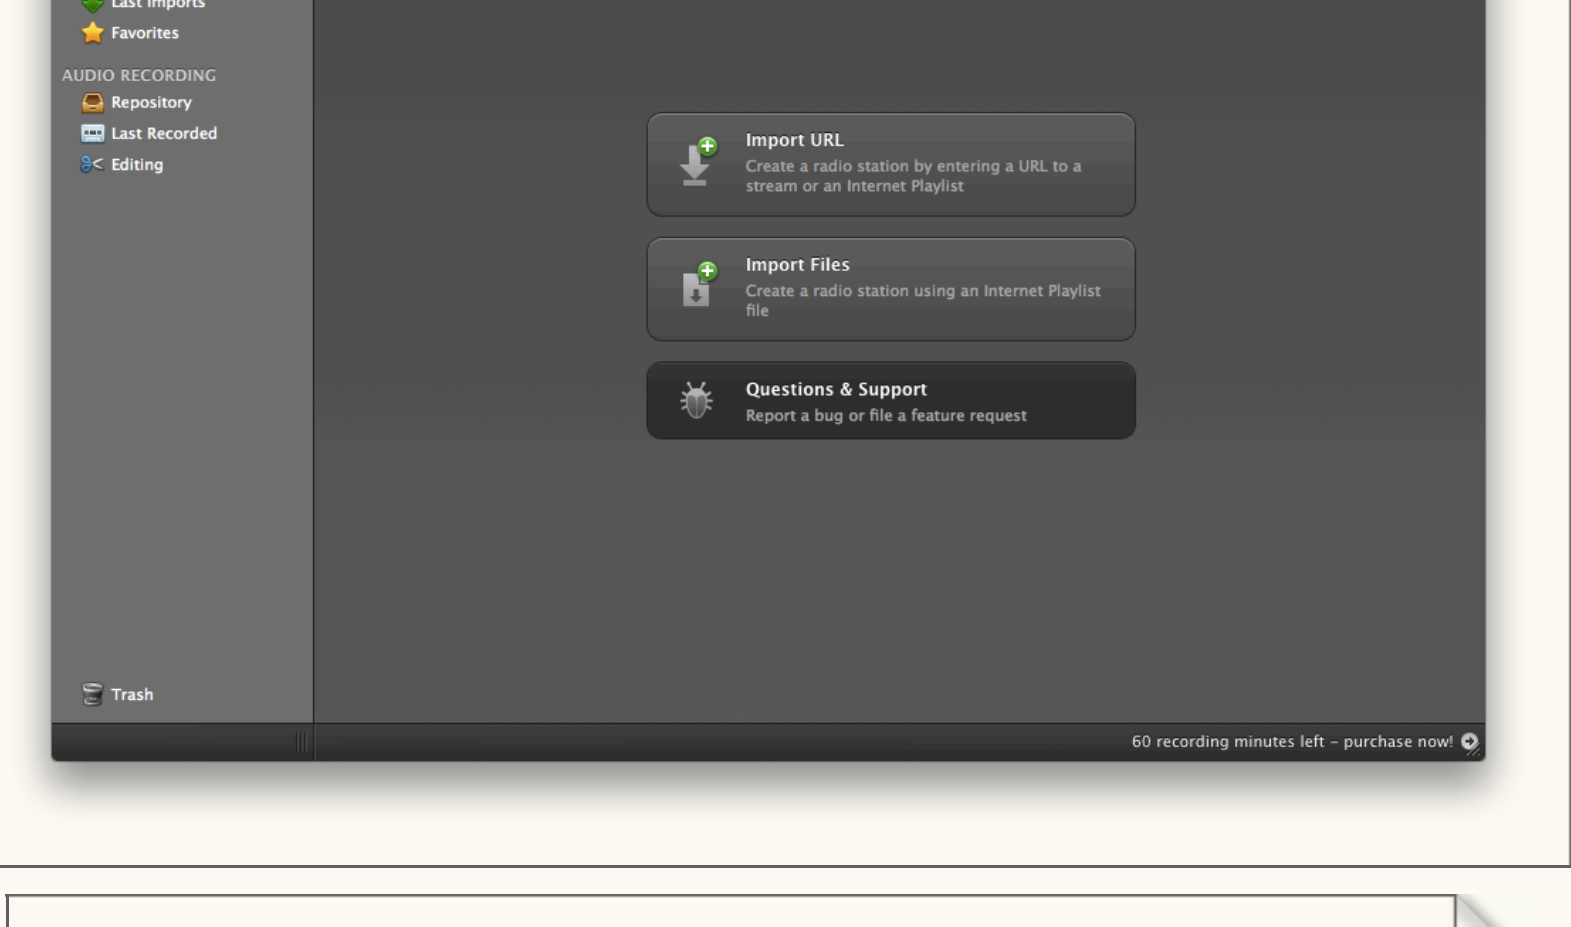 Last Imports
Favorites
AUDIO RECORDING
Repository
Last Recorded
Editing
Import URL
Create a radio station by entering a URL to a
stream or an Internet Playlist
Import Files
Create a radio station using an Internet Playlist
file
Questions & Support
Report a bug or file a feature request
Trash
60 recording minutes left – purchase now!